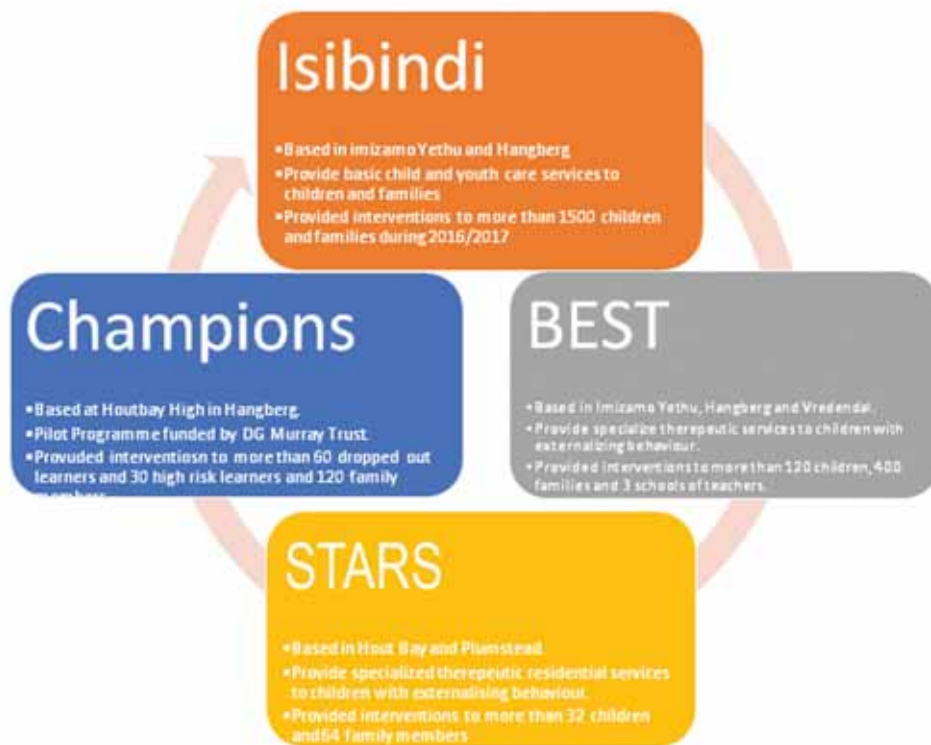 Isibindi
•Based in imizamo Yethu and Hangberg
•Provide basic child and youth care services to
children and families
•Provided interventions to more than 1500 children
and families during 2016/2017
Champions
•Based at Houtbay High in Hangberg.
•Pilot Programme funded by DG Murray Trust.
•Provuded interventiosn to more than 60 dropped out
learners and 30 high risk learners and 120 family
members
BEST
•Based in Imizamo Yethu, Hangberg and Vredendal.
•Provide specialize therepeutic services to children with
externalizing behaviour.
•Provided interventions to more than 120 children, 400
families and 3 schools of teachers.
STARS
•Based in Hout Bay and Plumstead
•Provide specialized therepeutic residential services
to children with externalising behaviour.
•Provided interventions to more than 32 children
and 64 family members